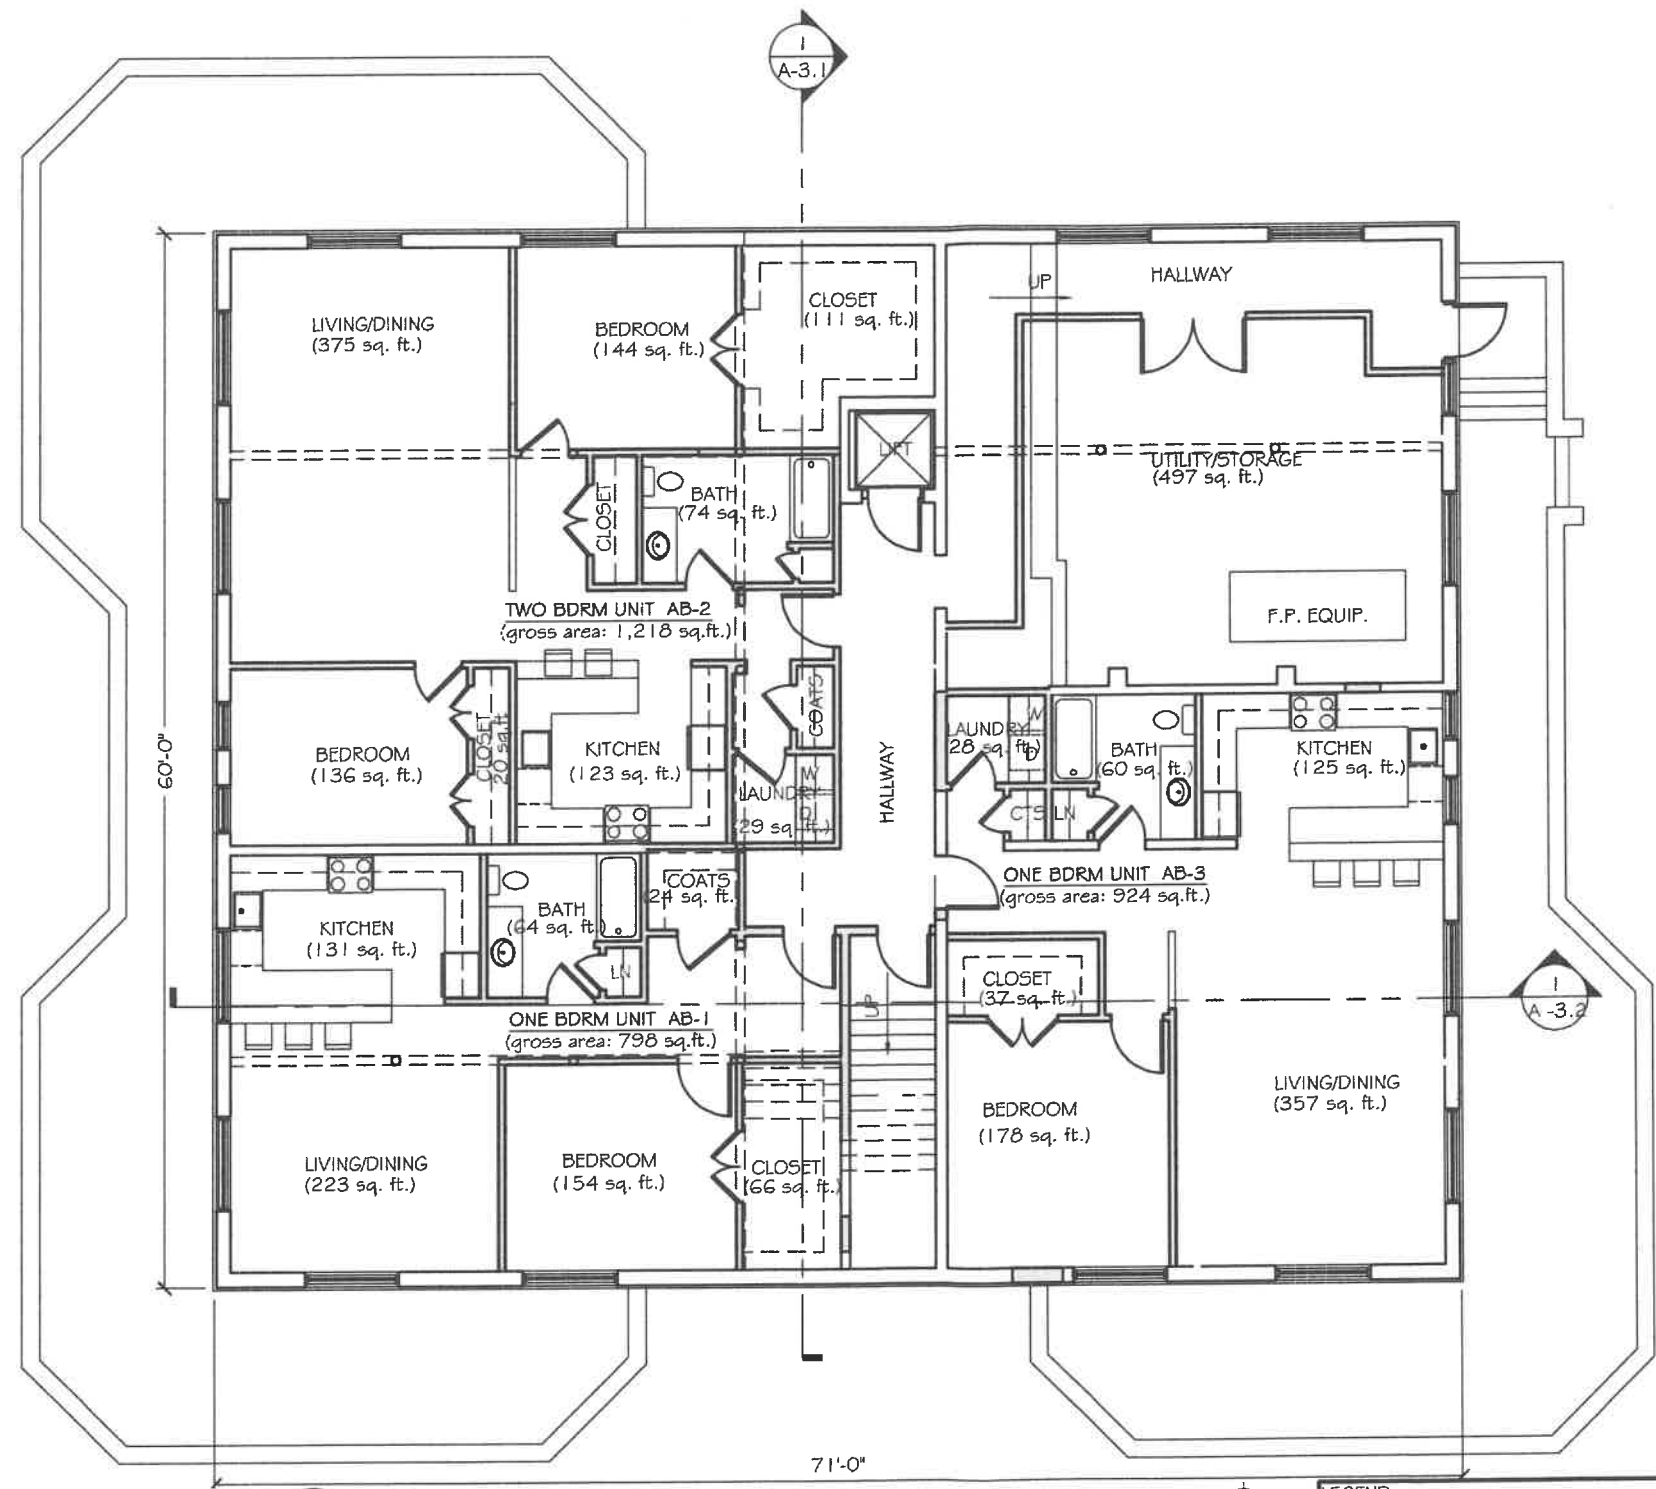 1
A-3.1
HALLWAY
UP
CLOSET
(111 sq. ft.)
LIVING/DINING
(375 sq. ft.)
BEDROOM
(144 sq. ft.)
LIFT
UTILITY/STORAGE
(497 sq. ft.)
CLOSET
BATH
(74 sq. ft.)
TWO BDRM UNIT AB-2
(gross area: 1,218 sq.ft.)
F.P. EQUIP.
60'-0"
BEDROOM
(136 sq. ft.)
CLOSET
20 sq.ft
KITCHEN
(123 sq. ft.)
COATS
W
D
LAUNDRY
(29 sq. ft.)
HALLWAY
LAUNDRY
28 sq. ft.)
W
D
BATH
(60 sq. ft.)
KITCHEN
(125 sq. ft.)
CTS
LN
COATS
(24 sq. ft.
ONE BDRM UNIT AB-3
(gross area: 924 sq.ft.)
KITCHEN
(131 sq. ft.)
BATH
(64 sq. ft.)
LN
CLOSET
(37 sq. ft.)
UP
1
A-3.2
ONE BDRM UNIT AB-1
(gross area: 798 sq.ft.)
LIVING/DINING
(357 sq. ft.)
BEDROOM
(178 sq. ft.)
LIVING/DINING
(223 sq. ft.)
BEDROOM
(154 sq. ft.)
CLOSET
(66 sq. ft.)
71'-0"
LEGEND